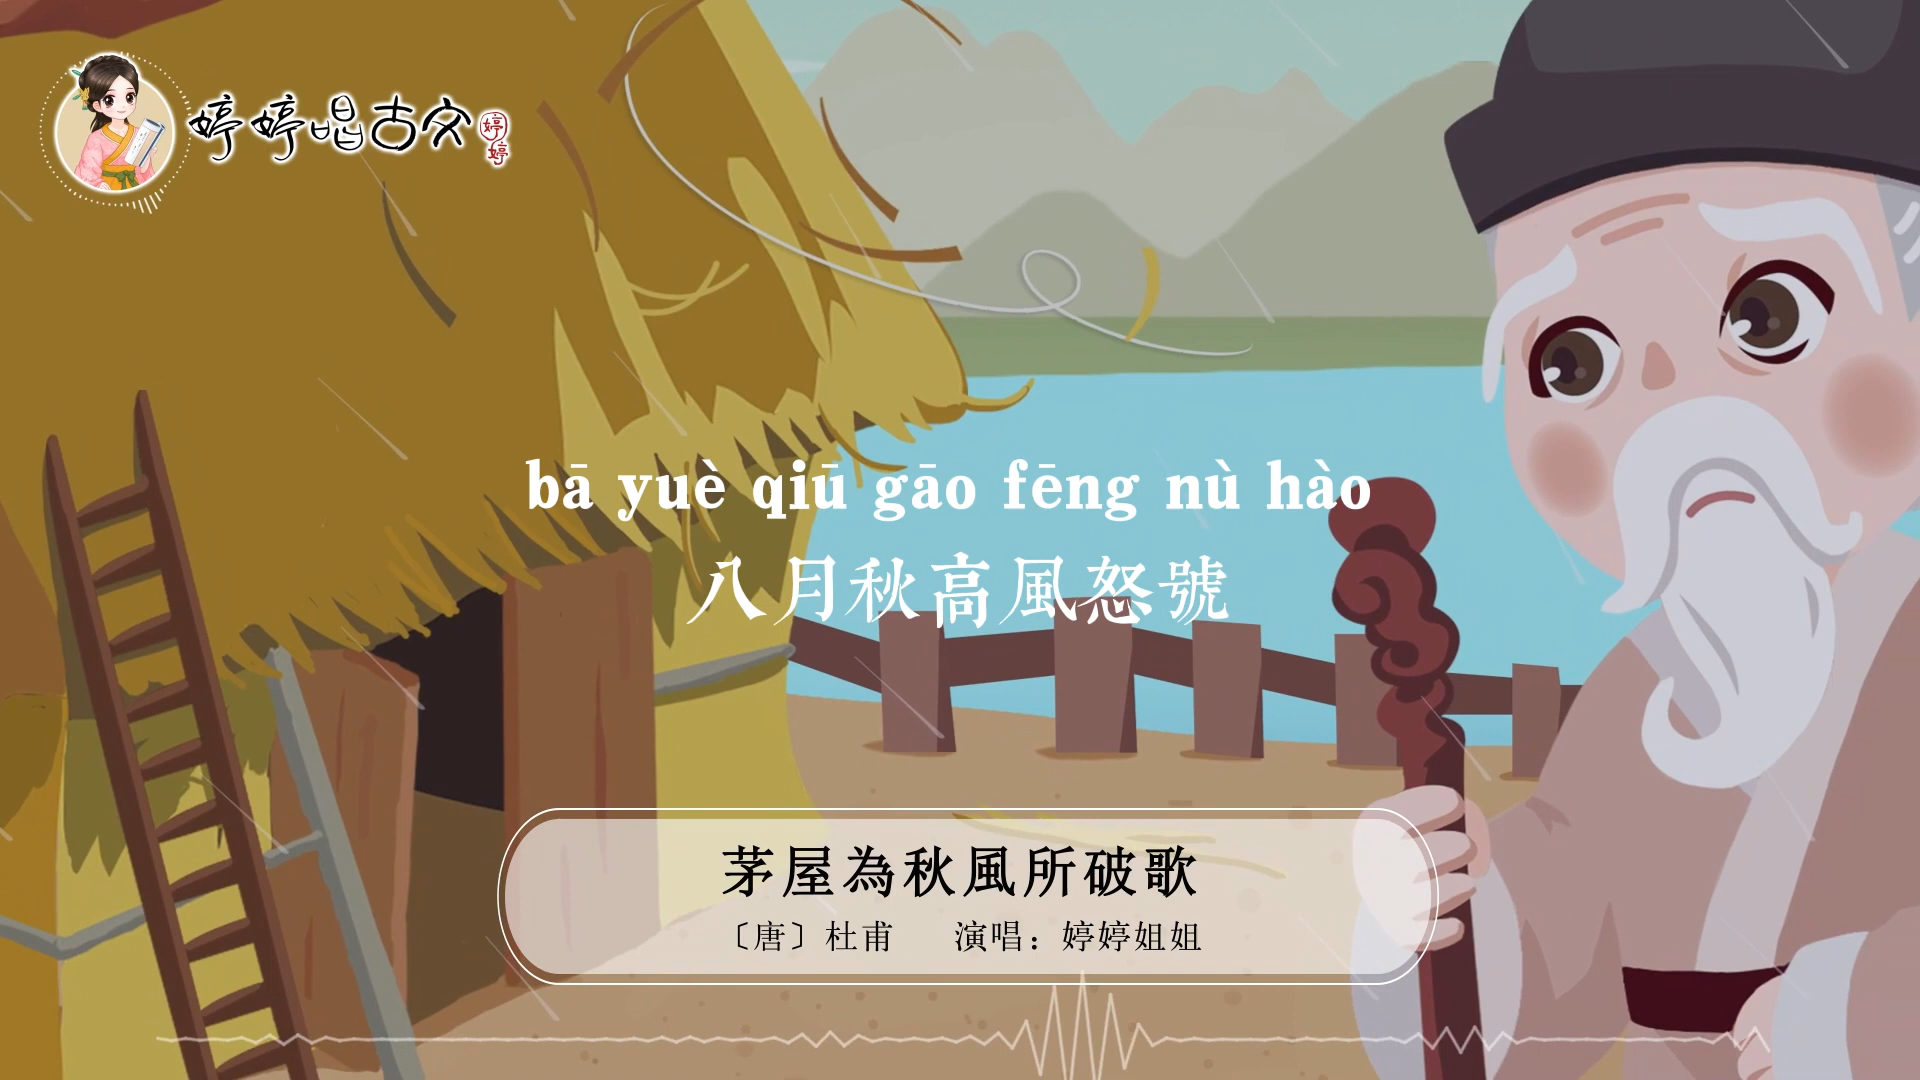 婷婷唱古文
婷
婷
bā yuè qiū gāo fēng nù hào
八月秋高風怒號
茅屋為秋風所破歌
〔唐〕杜甫 演唱：婷婷姐姐